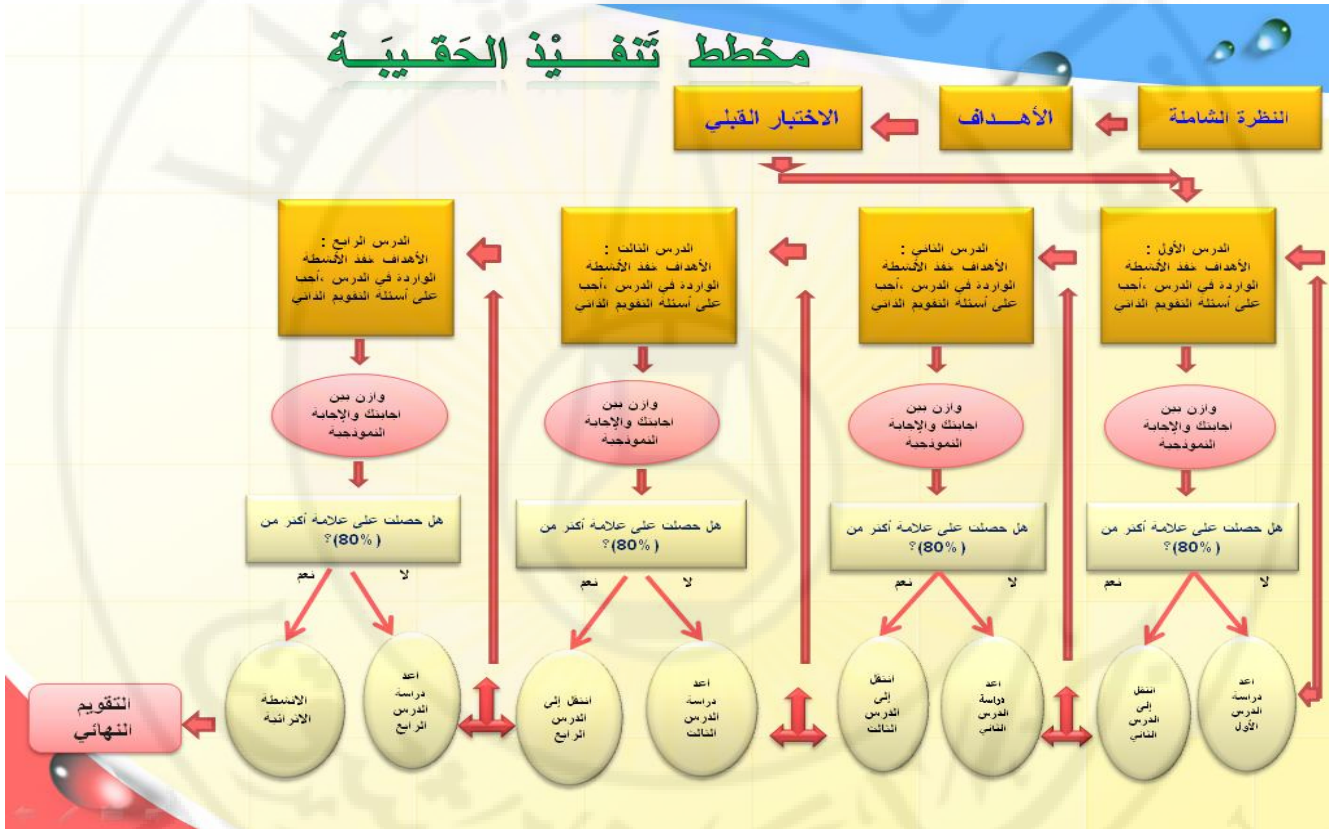 مخطط تَنفـــيْذ الحَقـيبَـة
النظرة الشاملة
الأهـــداف
الاختبار القبلي
الدرس الأول :
الأهداف ،نفذ الأنشطة
الواردة في الدرس ،أجب
على أسئلة التقويم الذاتي
الدرس الثاني :
الأهداف ،نفذ الأنشطة
الواردة في الدرس ،أجب
على أسئلة التقويم الذاتي
الدرس الثالث :
الأهداف ،نفذ الأنشطة
الواردة في الدرس ،أجب
على أسئلة التقويم الذاتي
الدرس الرابع :
الأهداف ،نفذ الأنشطة
الواردة في الدرس ،أجب
على أسئلة التقويم الذاتي
وازن بين
اجابتك والإجابة
النموذجية
وازن بين
اجابتك والإجابة
النموذجية
وازن بين
اجابتك والإجابة
النموذجية
وازن بين
اجابتك والإجابة
النموذجية
هل حصلت على علامة أكثر من
(80%)؟
هل حصلت على علامة أكثر من
(80%)؟
هل حصلت على علامة أكثر من
(80%)؟
هل حصلت على علامة أكثر من
(80%)؟
لا
نعم
لا
نعم
لا
نعم
لا
نعم
اعد
دراسة
الدرس
الأول
انتقل
إلى
الدرس
الثاني
اعد
دراسة
الدرس
الثاني
انتقل
إلى
الدرس
الثالث
اعد
دراسة
الدرس
الثالث
انتقل إلى
الدرس
الرابع
اعد
دراسة
الدرس
الرابع
الانشطة
الاثرائية
التقويم
النهائي